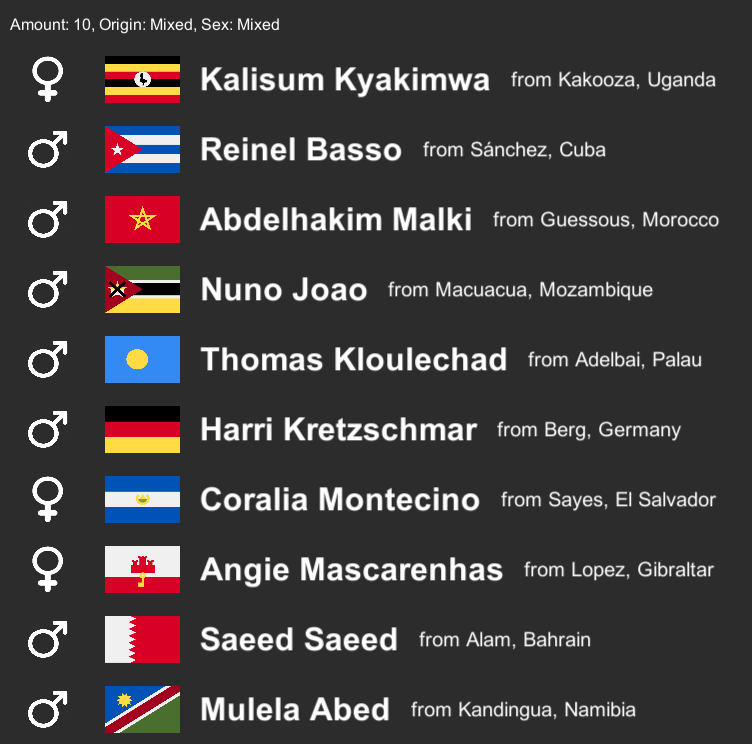 Amount: 10, Origin: Mixed, Sex: Mixed
Kalisum Kyakimwa from Kakooza, Uganda
Reinel Basso from Sánchez, Cuba
Abdelhakim Malki from Guessous, Morocco
Nuno Joao from Macuacua, Mozambique
Thomas Kloulechad from Adelbai, Palau
Harri Kretzschmar from Berg, Germany
Coralia Montecino from Sayes, El Salvador
Angie Mascarenhas from Lopez, Gibraltar
Saeed Saeed from Alam, Bahrain
Mulela Abed from Kandingua, Namibia